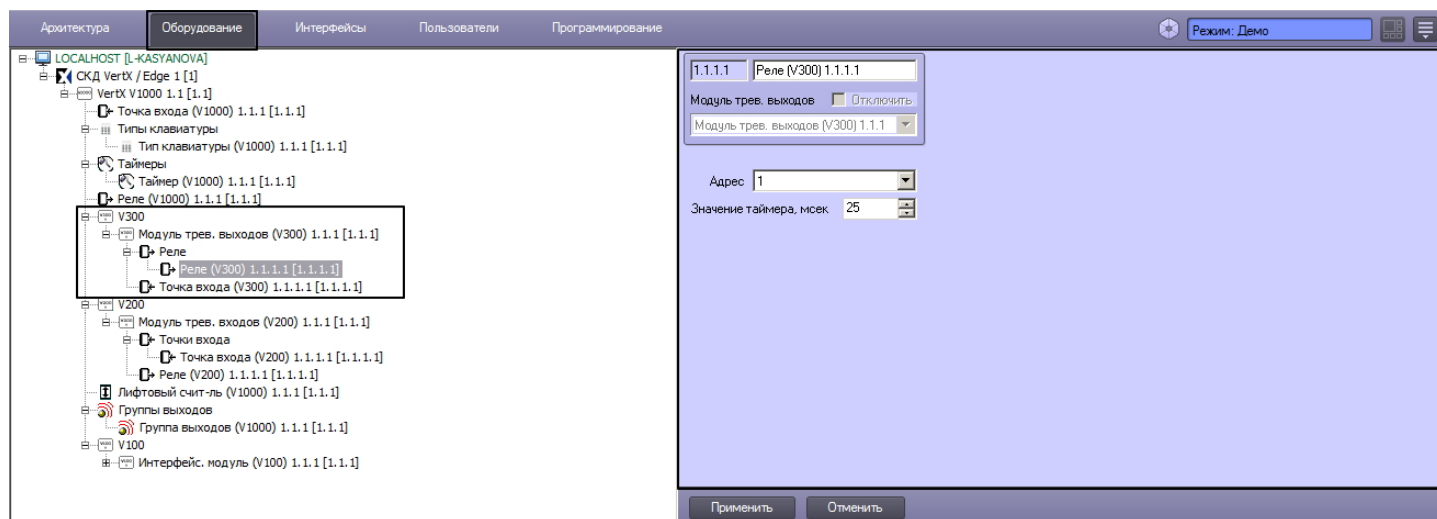 Архитектура Оборудование Интерфейсы Пользователи Программирование Режим: Демо
LOCALHOST [L-KASYANOVA]
СКД VertX / Edge 1 [1]
VertX V1000 1.1 [1.1]
Точка входа (V1000) 1.1.1 [1.1.1]
Типы клавиатуры
Тип клавиатуры (V1000) 1.1.1 [1.1.1]
Таймеры
Таймер (V1000) 1.1.1 [1.1.1]
Реле (V1000) 1.1.1 [1.1.1]
V300
Модуль трев. выходов (V300) 1.1.1 [1.1.1]
Реле
Реле (V300) 1.1.1.1 [1.1.1.1]
Точка входа (V300) 1.1.1.1 [1.1.1.1]
V200
Модуль трев. входов (V200) 1.1.1 [1.1.1]
Точки входа
Точка входа (V200) 1.1.1.1 [1.1.1.1]
Реле (V200) 1.1.1.1 [1.1.1.1]
Лифтовый счит-ль (V1000) 1.1.1 [1.1.1]
Группы выходов
Группа выходов (V1000) 1.1.1 [1.1.1]
V100
Интерфейс. модуль (V100) 1.1.1 [1.1.1]
1.1.1.1 Реле (V300) 1.1.1.1
Модуль трев. выходов Отключить
Модуль трев. выходов (V300) 1.1.1
Адрес 1
Значение таймера, мсек 25
Применить Отменить